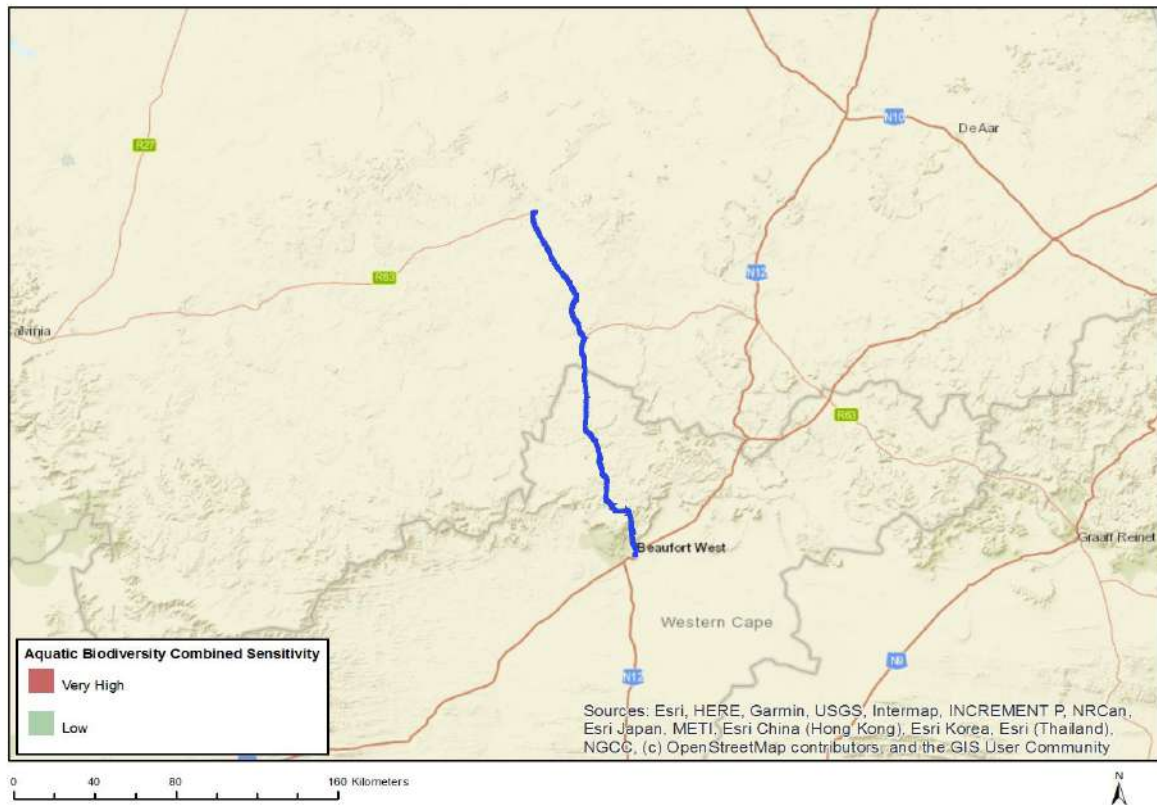 N10
De Aar
R27
N12
R63
alvinia
R63
Beaufort West
Graaff Reinet
Western Cape
N9
N12
Aquatic Biodiversity Combined Sensitivity
Very High
Low
Sources: Esri, HERE, Garmin, USGS, Intermap, INCREMENT P, NRCan,
Esri Japan, METI, Esri China (Hong Kong), Esri Korea, Esri (Thailand),
NGCC, (c) OpenStreetMap contributors, and the GIS User Community
0 40 80 160 Kilometers
N